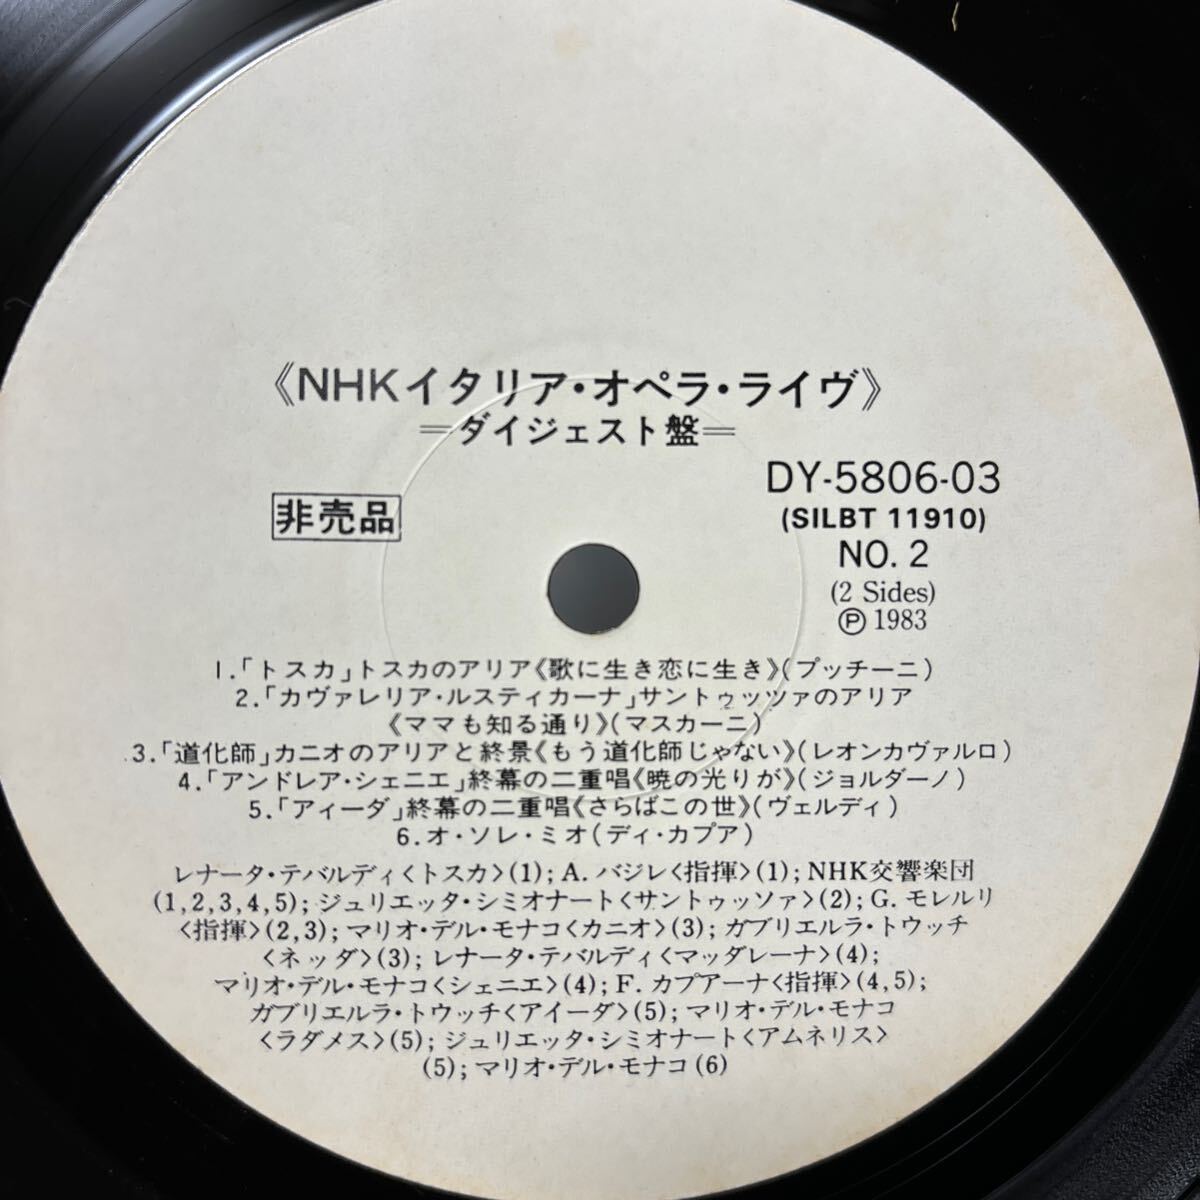 《NHKイタリア・オペラ・ライヴ》
=ダイジェスト盤=
非売品
DY-5806-03
(SILBT 11910)
NO. 2
(2 Sides)
Ⓟ 1983
1.「トスカ」トスカのアリア《歌に生き恋に生き》(プッチーニ)
2.「カヴァレリア・ルスティカーナ」サントゥッツァのアリア
《ママも知る通り》(マスカーニ)
3.「道化師」カニオのアリアと終景《もう道化師じゃない》(レオンカヴァルロ)
4.「アンドレア・シェニエ」終幕の二重唱《暁の光りが》(ジョルダーノ)
5.「アィーダ」終幕の二重唱《さらばこの世》(ヴェルディ)
6.オ・ソレ・ミオ(ディ・カプア)
レナータ・テバルディ<トスカ>(1); A. バジレ<指揮>(1); NHK交響楽団
(1,2,3,4,5); ジュリエッタ・シミオナート<サントゥッソァ>(2); G. モレルリ
<指揮>(2,3); マリオ・デル・モナコ<カニオ>(3); ガブリエルラ・トウッチ
<ネッダ>(3); レナータ・テバルディ<マッダレーナ>(4);
マリオ・デル・モナコ<シェニエ>(4); F. カプアーナ<指揮>(4,5);
ガブリエルラ・トウッチ<アイーダ>(5); マリオ・デル・モナコ
<ラダメス>(5); ジュリエッタ・シミオナート<アムネリス>
(5); マリオ・デル・モナコ(6)